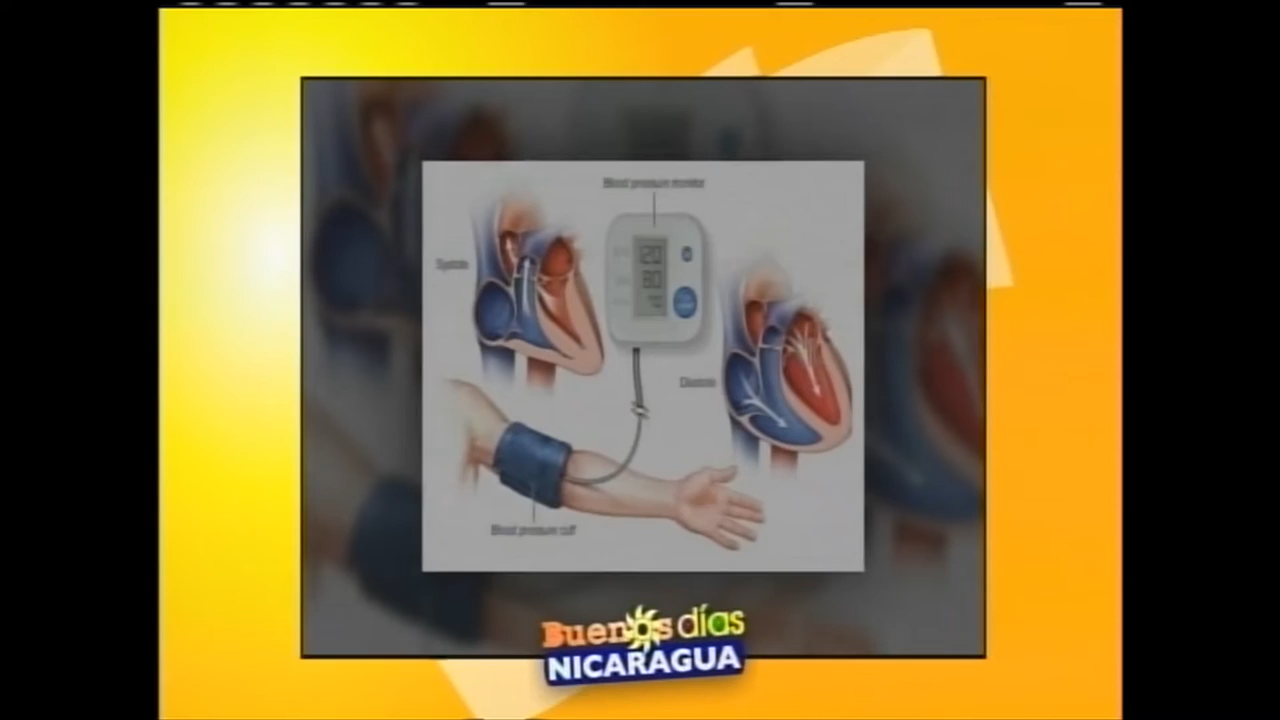 Blood pressure monitor
Systole
120
80
Diastole
Blood pressure cuff
Buenos días
NICARAGUA